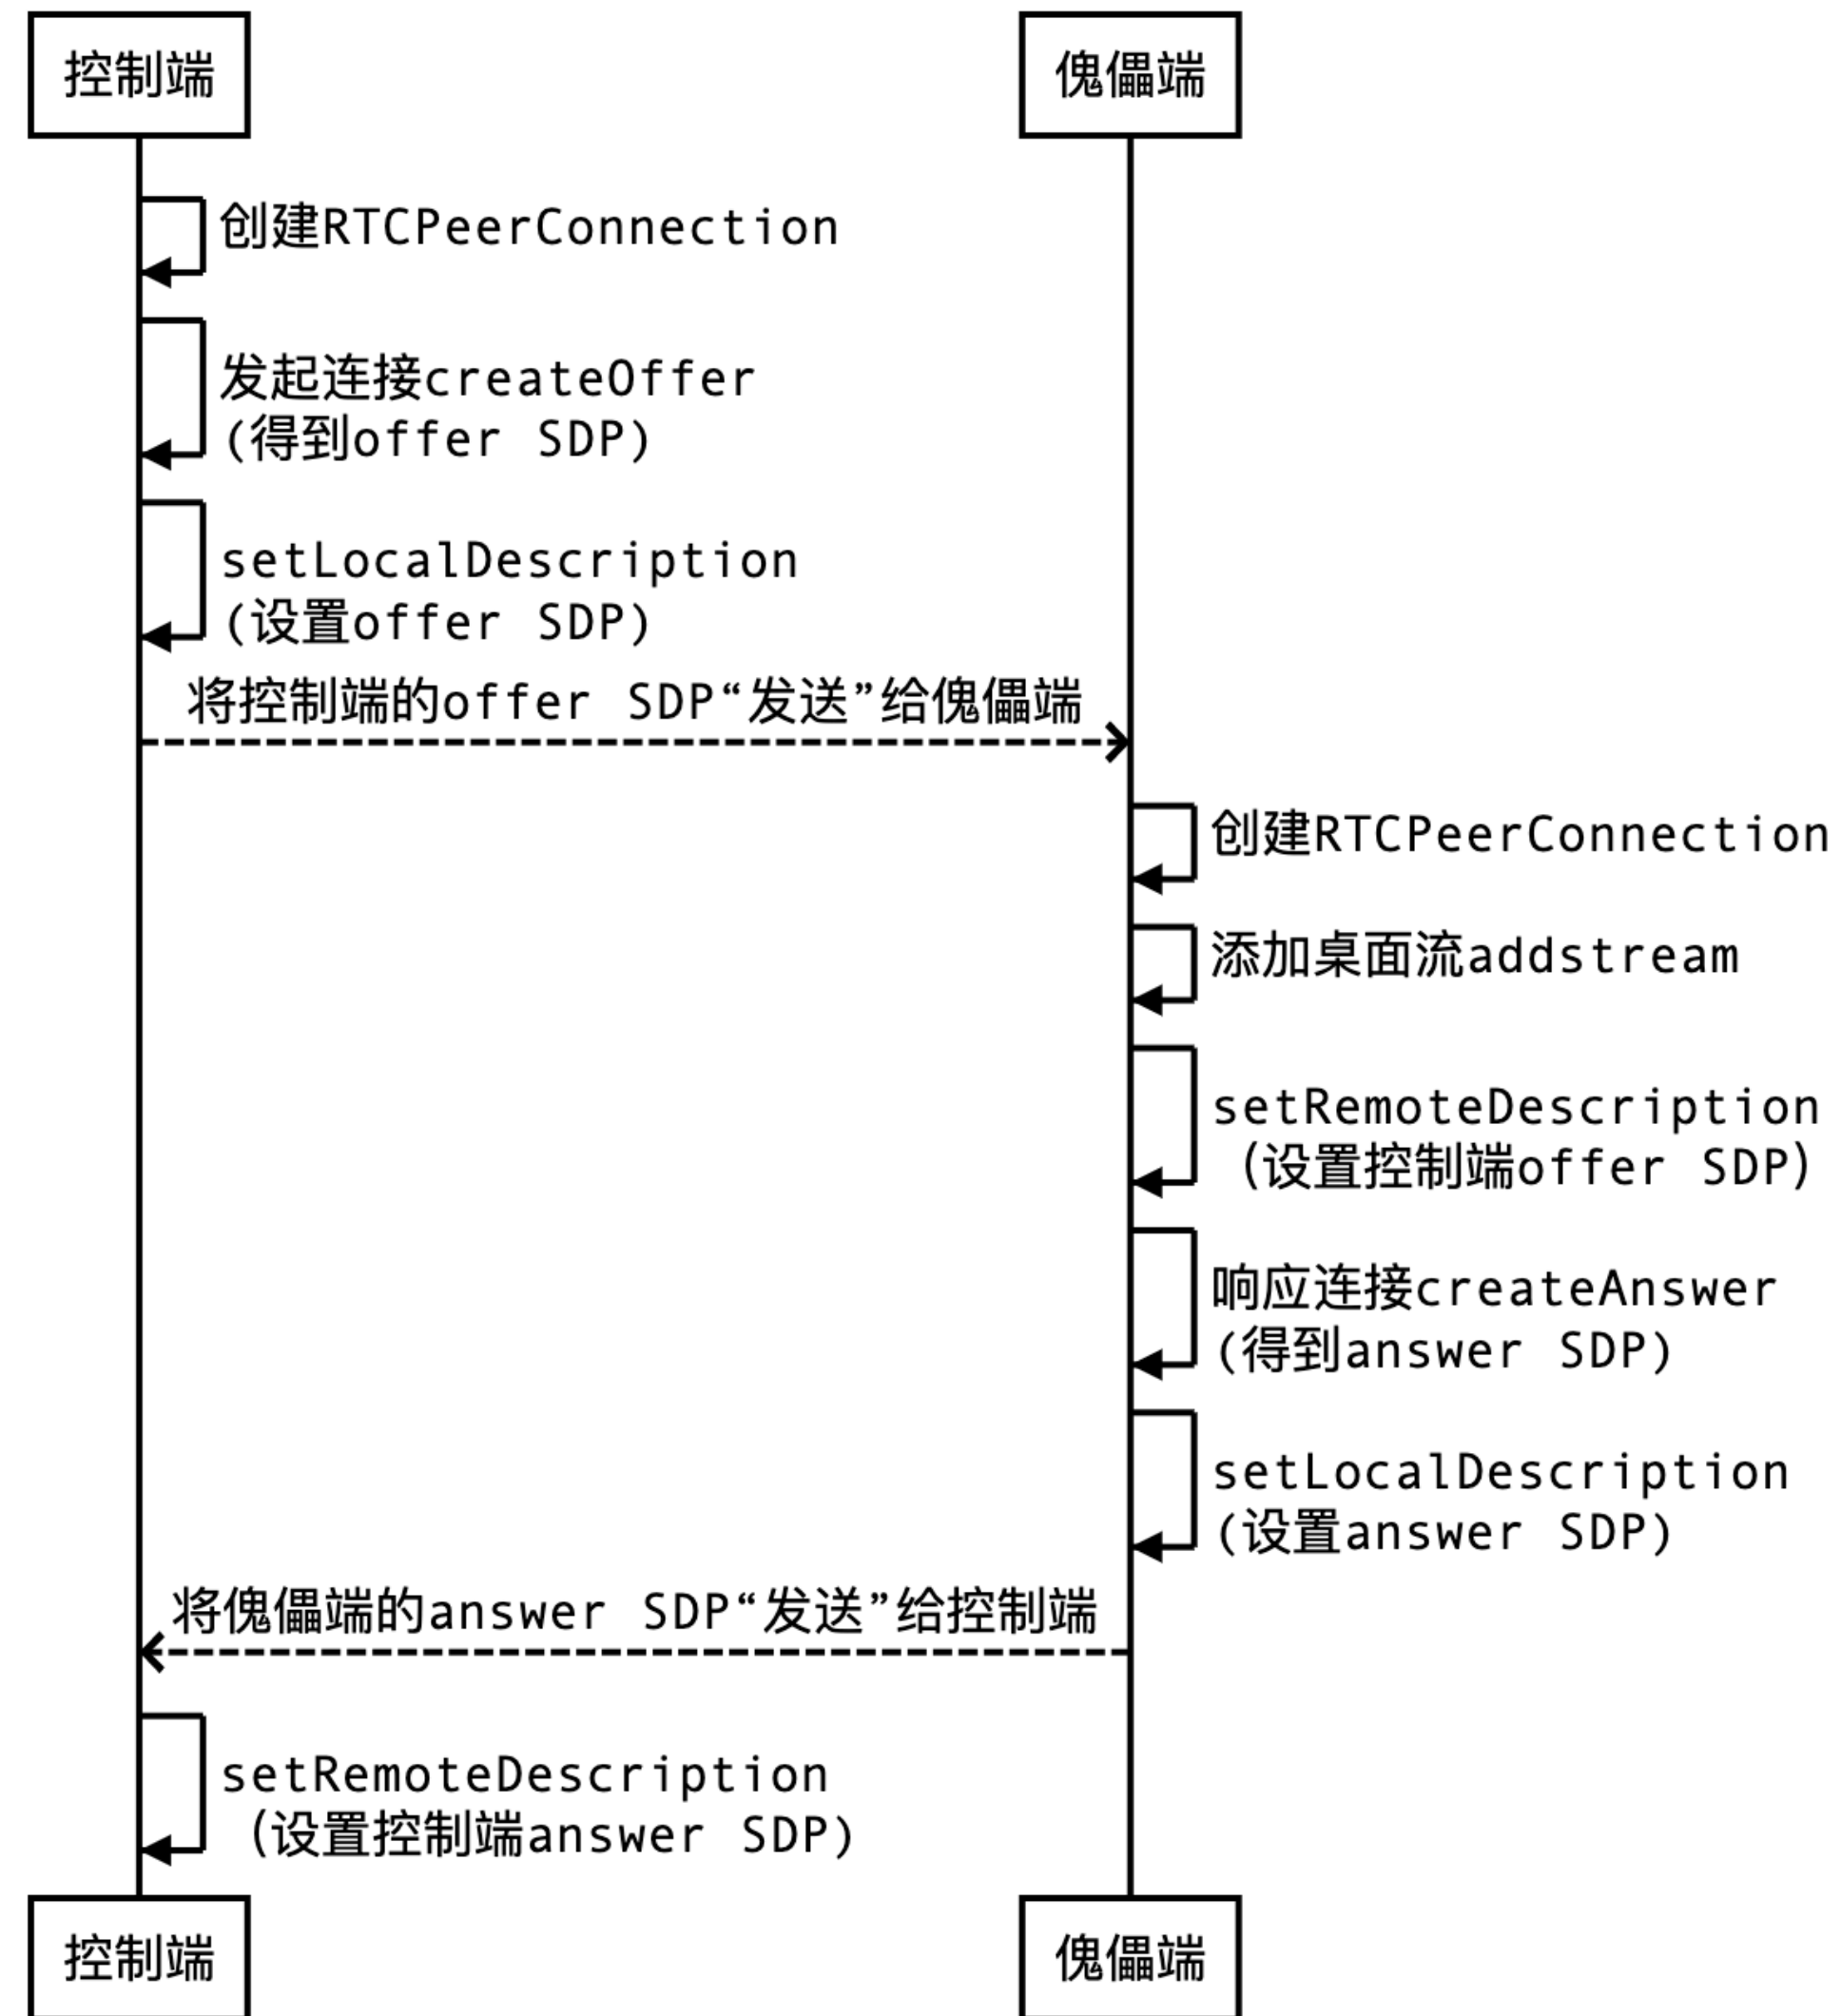 控制端
傀儡端
创建RTCPeerConnection
发起连接createOffer
(得到offer SDP)
setLocalDescription
(设置offer SDP)
将控制端的offer SDP“发送”给傀儡端
创建RTCPeerConnection
添加桌面流addstream
setRemoteDescription
(设置控制端offer SDP)
响应连接createAnswer
(得到answer SDP)
setLocalDescription
(设置answer SDP)
将傀儡端的answer SDP“发送”给控制端
setRemoteDescription
(设置控制端answer SDP)
控制端
傀儡端